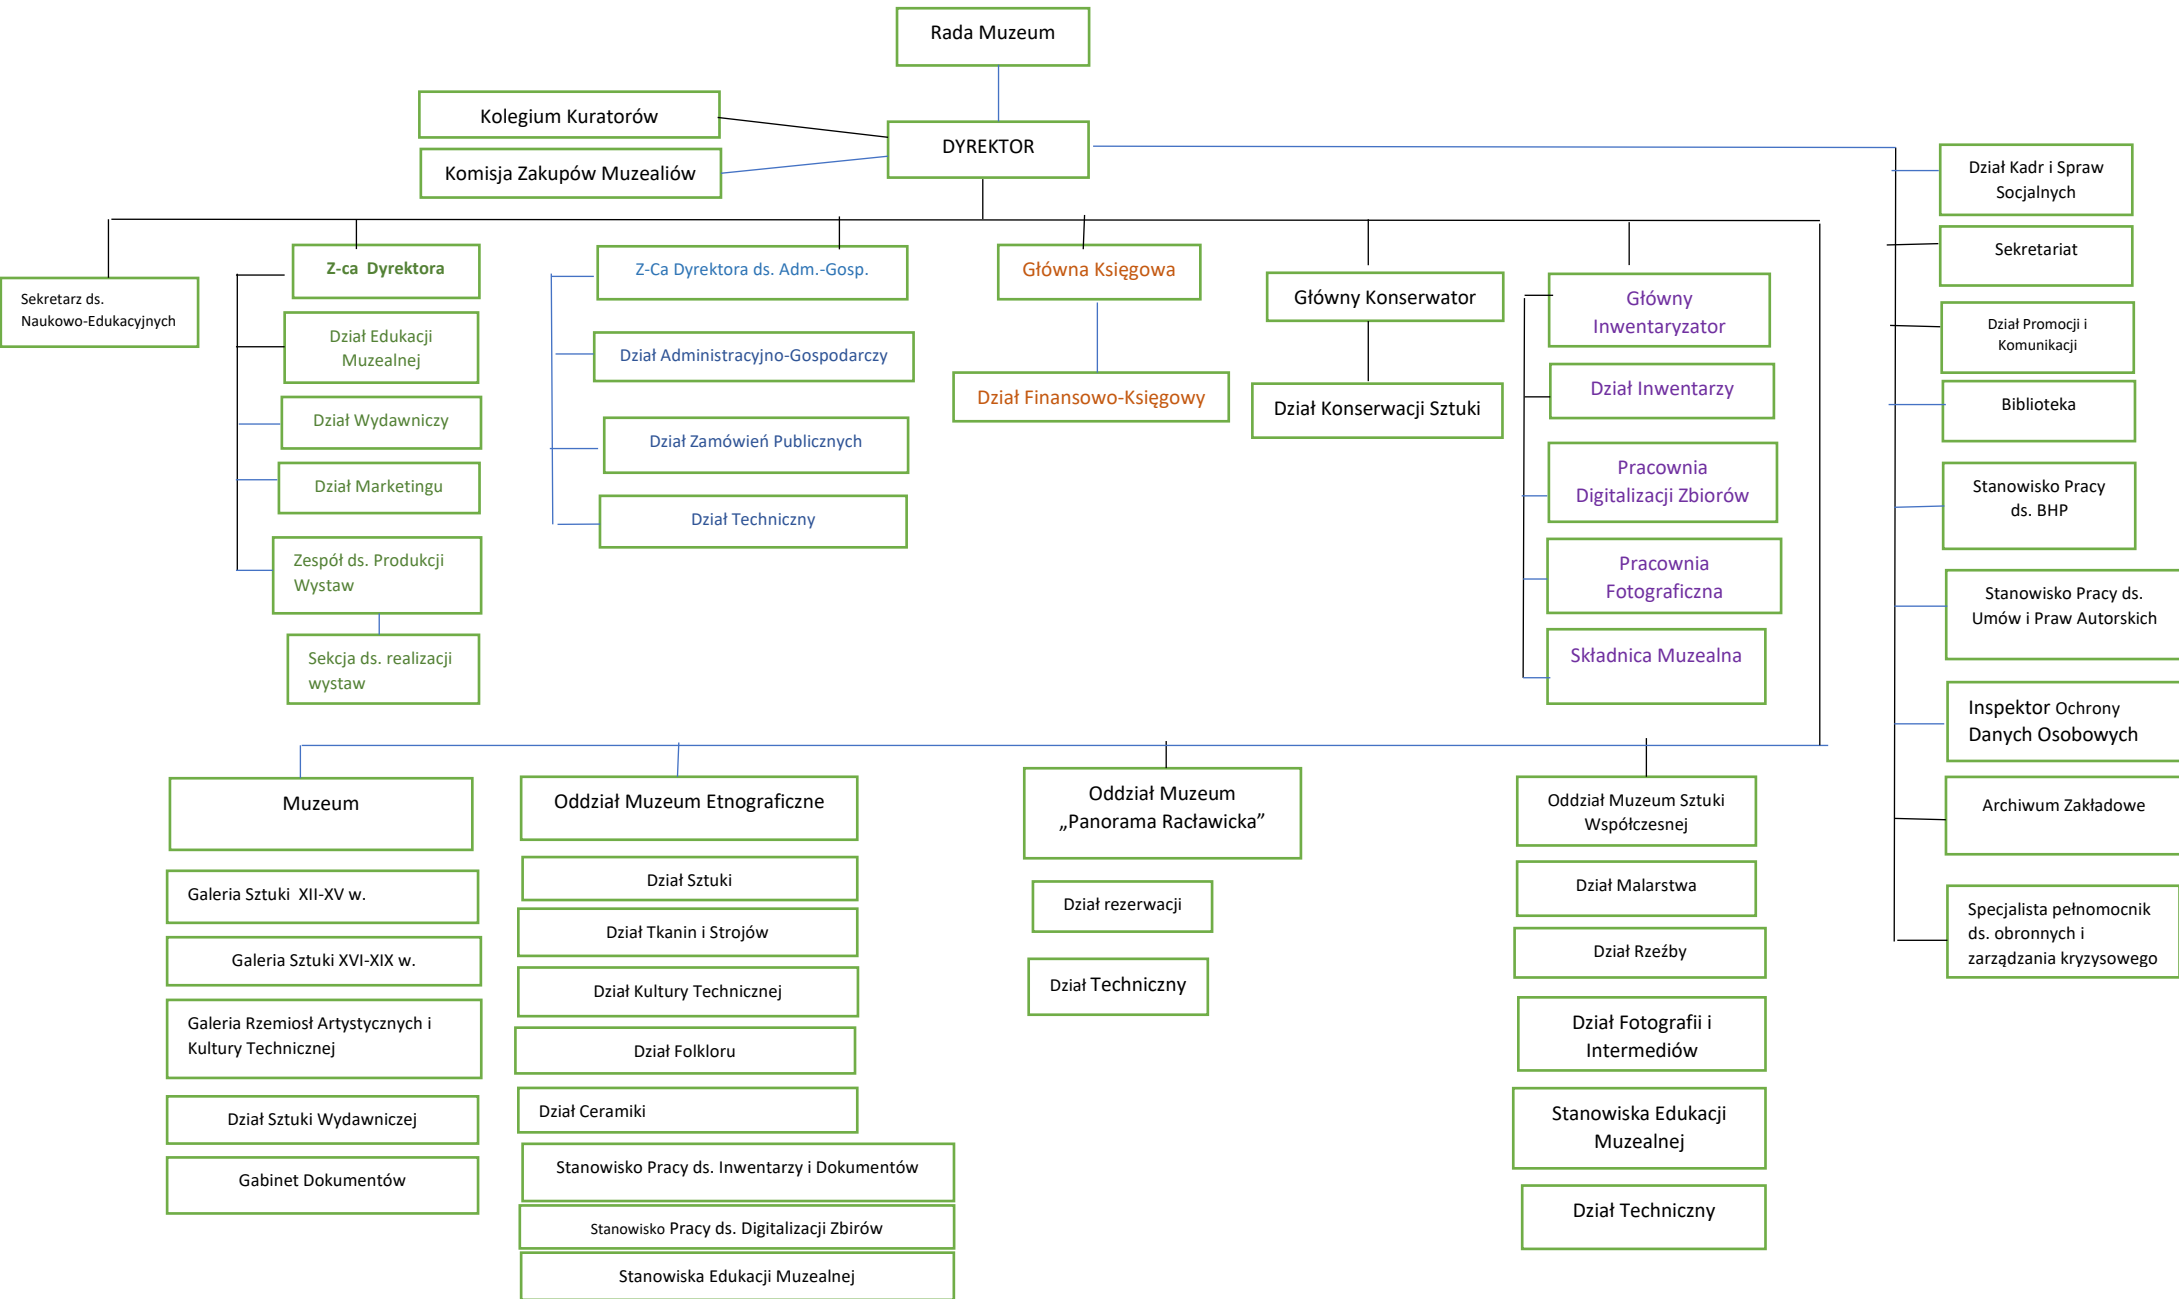 Rada Muzeum
Kolegium Kuratorów
DYREKTOR
Komisja Zakupów Muzealiów
Dział Kadr i Spraw
Socjalnych
Sekretariat
Dział Promocji i
Komunikacji
Biblioteka
Stanowisko Pracy
ds. BHP
Stanowisko Pracy ds.
Umów i Praw Autorskich
Inspektor Ochrony
Danych Osobowych
Archiwum Zakładowe
Specjalista pełnomocnik
ds. obronnych i
zarządzania kryzysowego
Sekretarz ds.
Naukowo-Edukacyjnych
Z-ca Dyrektora
Dział Edukacji
Muzealnej
Dział Wydawniczy
Dział Marketingu
Zespół ds. Produkcji
Wystaw
Sekcja ds. realizacji
wystaw
Z-Ca Dyrektora ds. Adm.-Gosp.
Dział Administracyjno-Gospodarczy
Dział Zamówień Publicznych
Dział Techniczny
Główna Księgowa
Dział Finansowo-Księgowy
Główny Konserwator
Dział Konserwacji Sztuki
Główny
Inwentaryzator
Dział Inwentarzy
Pracownia
Digitalizacji Zbiorów
Pracownia
Fotograficzna
Składnica Muzealna
Muzeum
Galeria Sztuki XII-XV w.
Galeria Sztuki XVI-XIX w.
Galeria Rzemiosł Artystycznych i
Kultury Technicznej
Dział Sztuki Wydawniczej
Gabinet Dokumentów
Oddział Muzeum Etnograficzne
Dział Sztuki
Dział Tkanin i Strojów
Dział Kultury Technicznej
Dział Folkloru
Dział Ceramiki
Stanowisko Pracy ds. Inwentarzy i Dokumentów
Stanowisko Pracy ds. Digitalizacji Zbirów
Stanowiska Edukacji Muzealnej
Oddział Muzeum
„Panorama Racławicka”
Dział rezerwacji
Dział Techniczny
Oddział Muzeum Sztuki
Współczesnej
Dział Malarstwa
Dział Rzeźby
Dział Fotografii i
Intermediów
Stanowiska Edukacji
Muzealnej
Dział Techniczny